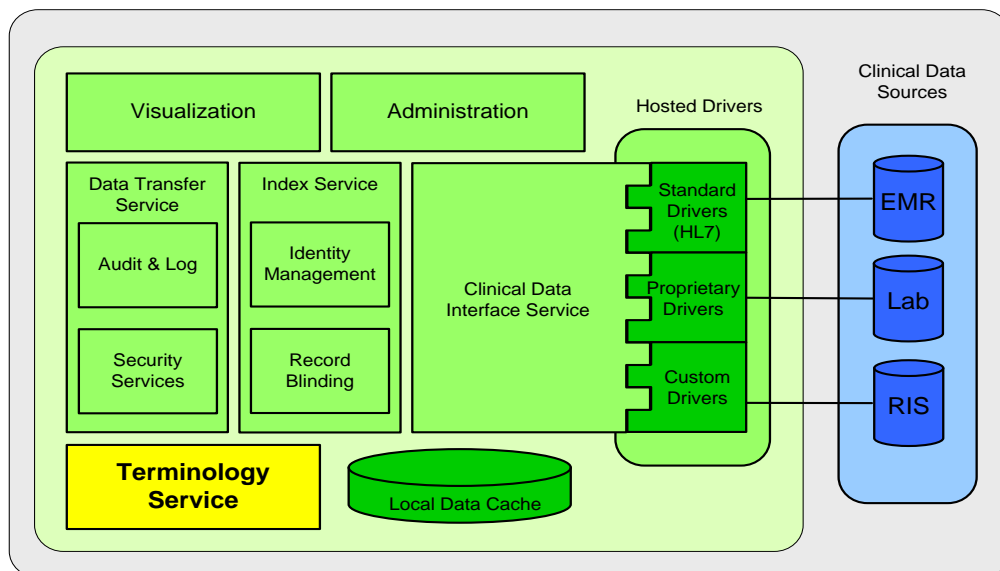 Clinical Data
Sources
Visualization
Administration
Hosted Drivers
Data Transfer
Service
Audit & Log
Security
Services
Index Service
Identity
Management
Record
Blinding
Clinical Data
Interface Service
Standard
Drivers
(HL7)
Proprietary
Drivers
Custom
Drivers
EMR
Lab
RIS
Terminology
Service
Local Data Cache